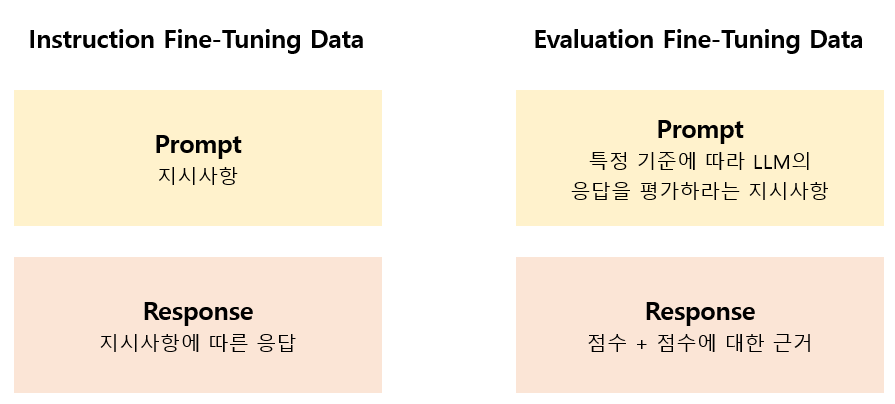 Instruction Fine-Tuning Data
Prompt
지시사항
Response
지시사항에 따른 응답
Evaluation Fine-Tuning Data
Prompt
특정 기준에 따라 LLM의
응답을 평가하라는 지시사항
Response
점수 + 점수에 대한 근거